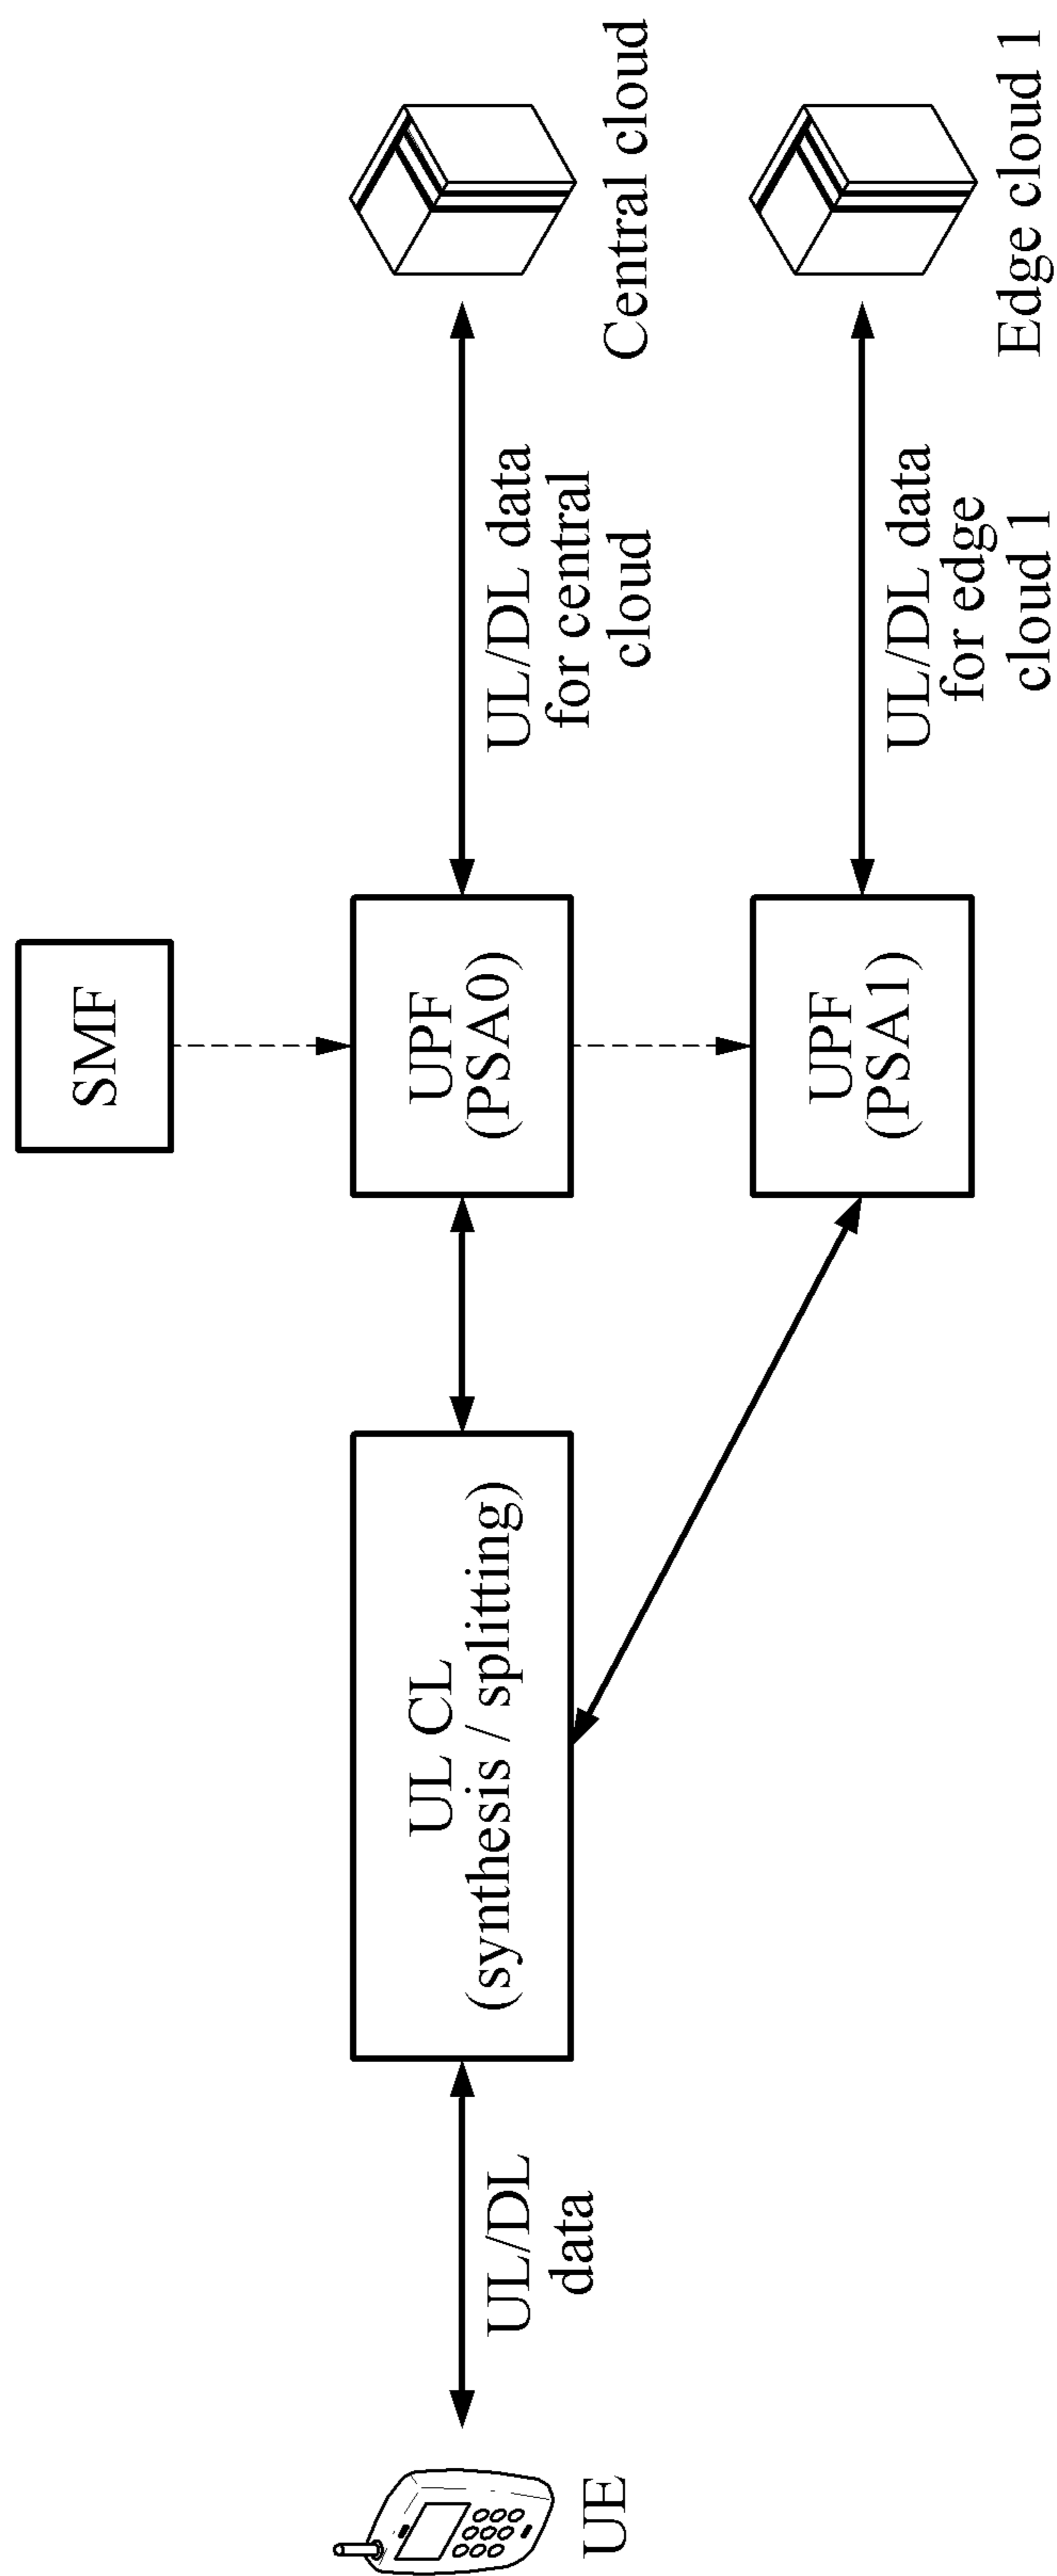 SMF
UE
UL/DL
data
UL CL
(synthesis / splitting)
UPF
(PSA0)
UL/DL data
for central
cloud
Central cloud
UPF
(PSA1)
UL/DL data
for edge
cloud 1
Edge cloud 1